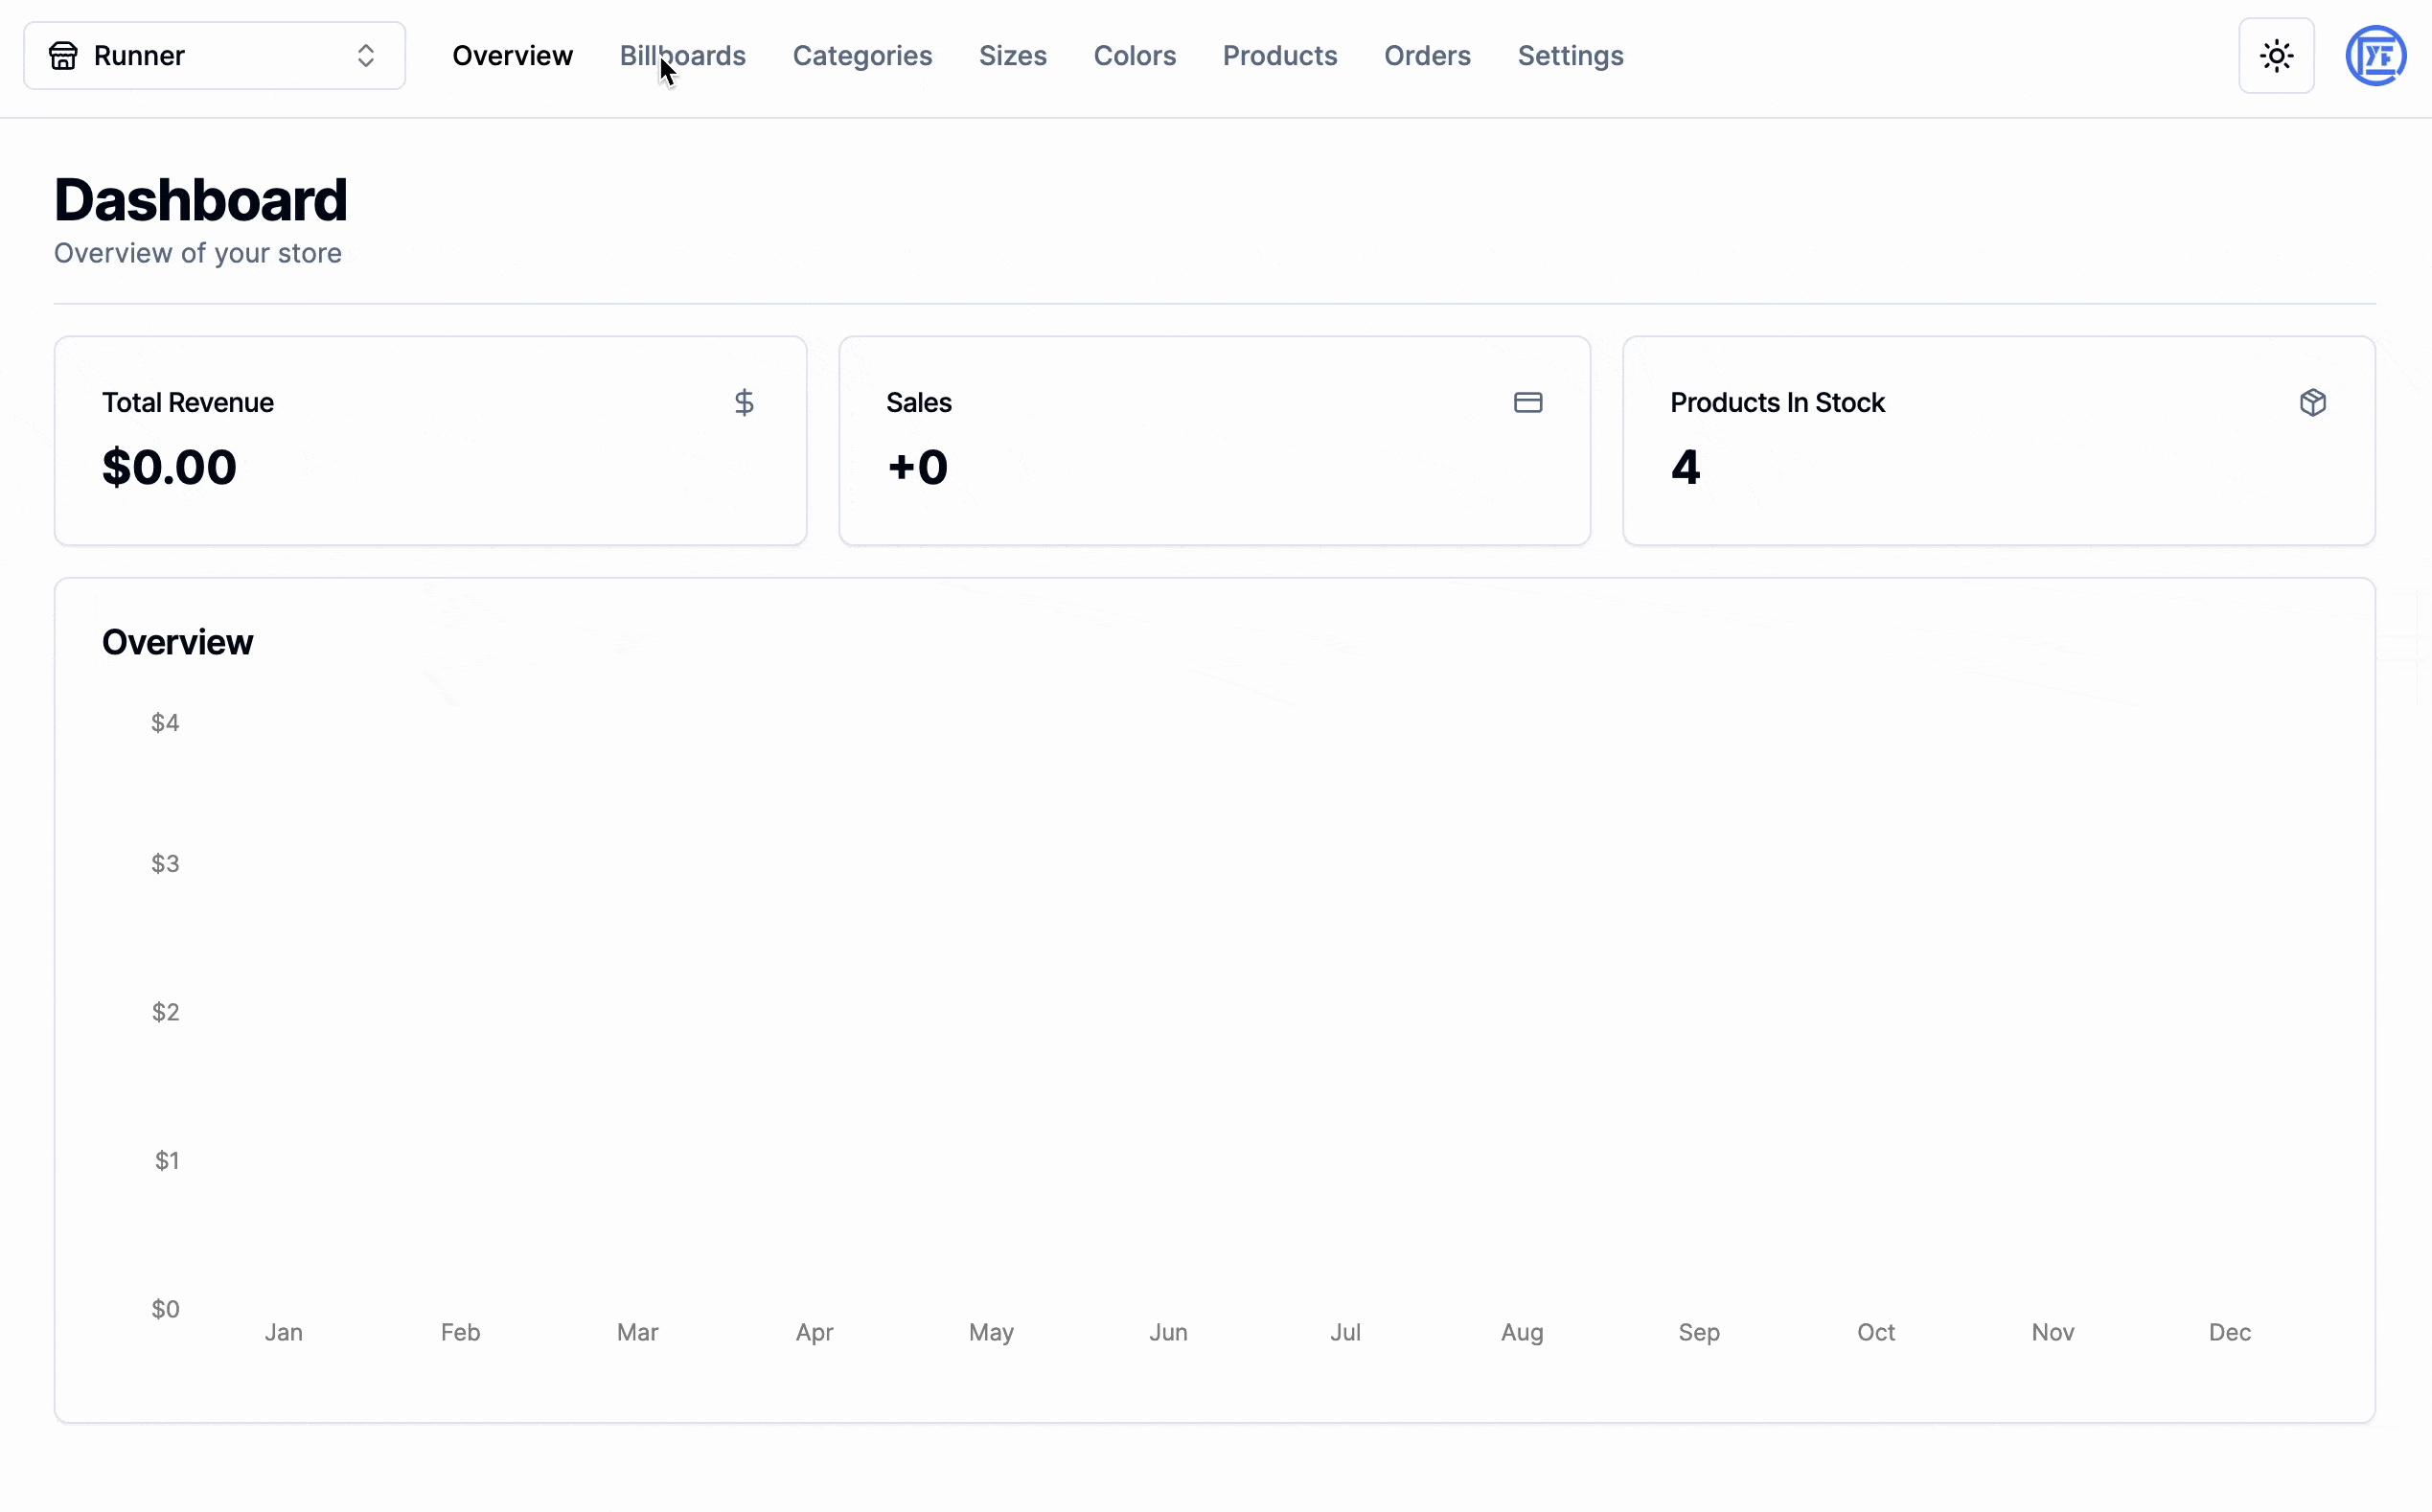 Runner Overview Billboards Categories Sizes Colors Products Orders Settings YF
Dashboard
Overview of your store
Total Revenue
$0.00
Sales
+0
Products In Stock
4
Overview
$4
$3
$2
$1
$0
Jan Feb Mar Apr May Jun Jul Aug Sep Oct Nov Dec